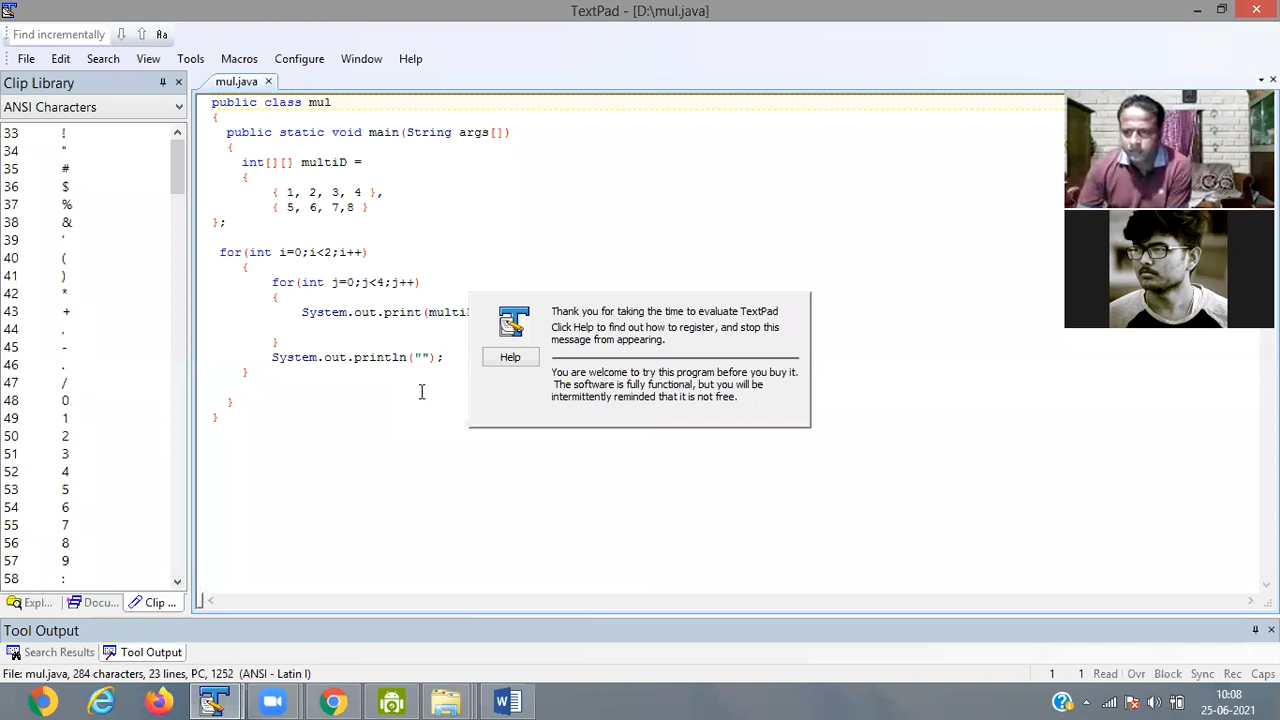 TextPad - [D:\mul.java]
Find incrementally
Aa
File Edit Search View Tools Macros Configure Window Help
Clip Library
mul.java
ANSI Characters
33 !
34 "
35 #
36 $
37 %
38 &
39 '
40 (
41 )
42 *
43 +
44 ,
45 -
46 .
47 /
48 0
49 1
50 2
51 3
52 4
53 5
54 6
55 7
56 8
57 9
58 :
public class mul
{
public static void main(String args[])
{
int[][] multiD =
{
{ 1, 2, 3, 4 },
{ 5, 6, 7,8 }
};
for(int i=0;i<2;i++)
{
for(int j=0;j<4;j++)
{
System.out.print(
}
System.out.println("");
}
}
}
Thank you for taking the time to evaluate TextPad
Click Help to find out how to register, and stop this
message from appearing.
Help
You are welcome to try this program before you buy it.
The software is fully functional, but you will be
intermittently reminded that it is not free.
Expl... Docu... Clip ...
Tool Output
Search Results Tool Output
File: mul.java, 284 characters, 23 lines, PC, 1252 (ANSI - Latin I) 1 1 Read Ovr Block Sync Rec Caps
10:08
25-06-2021